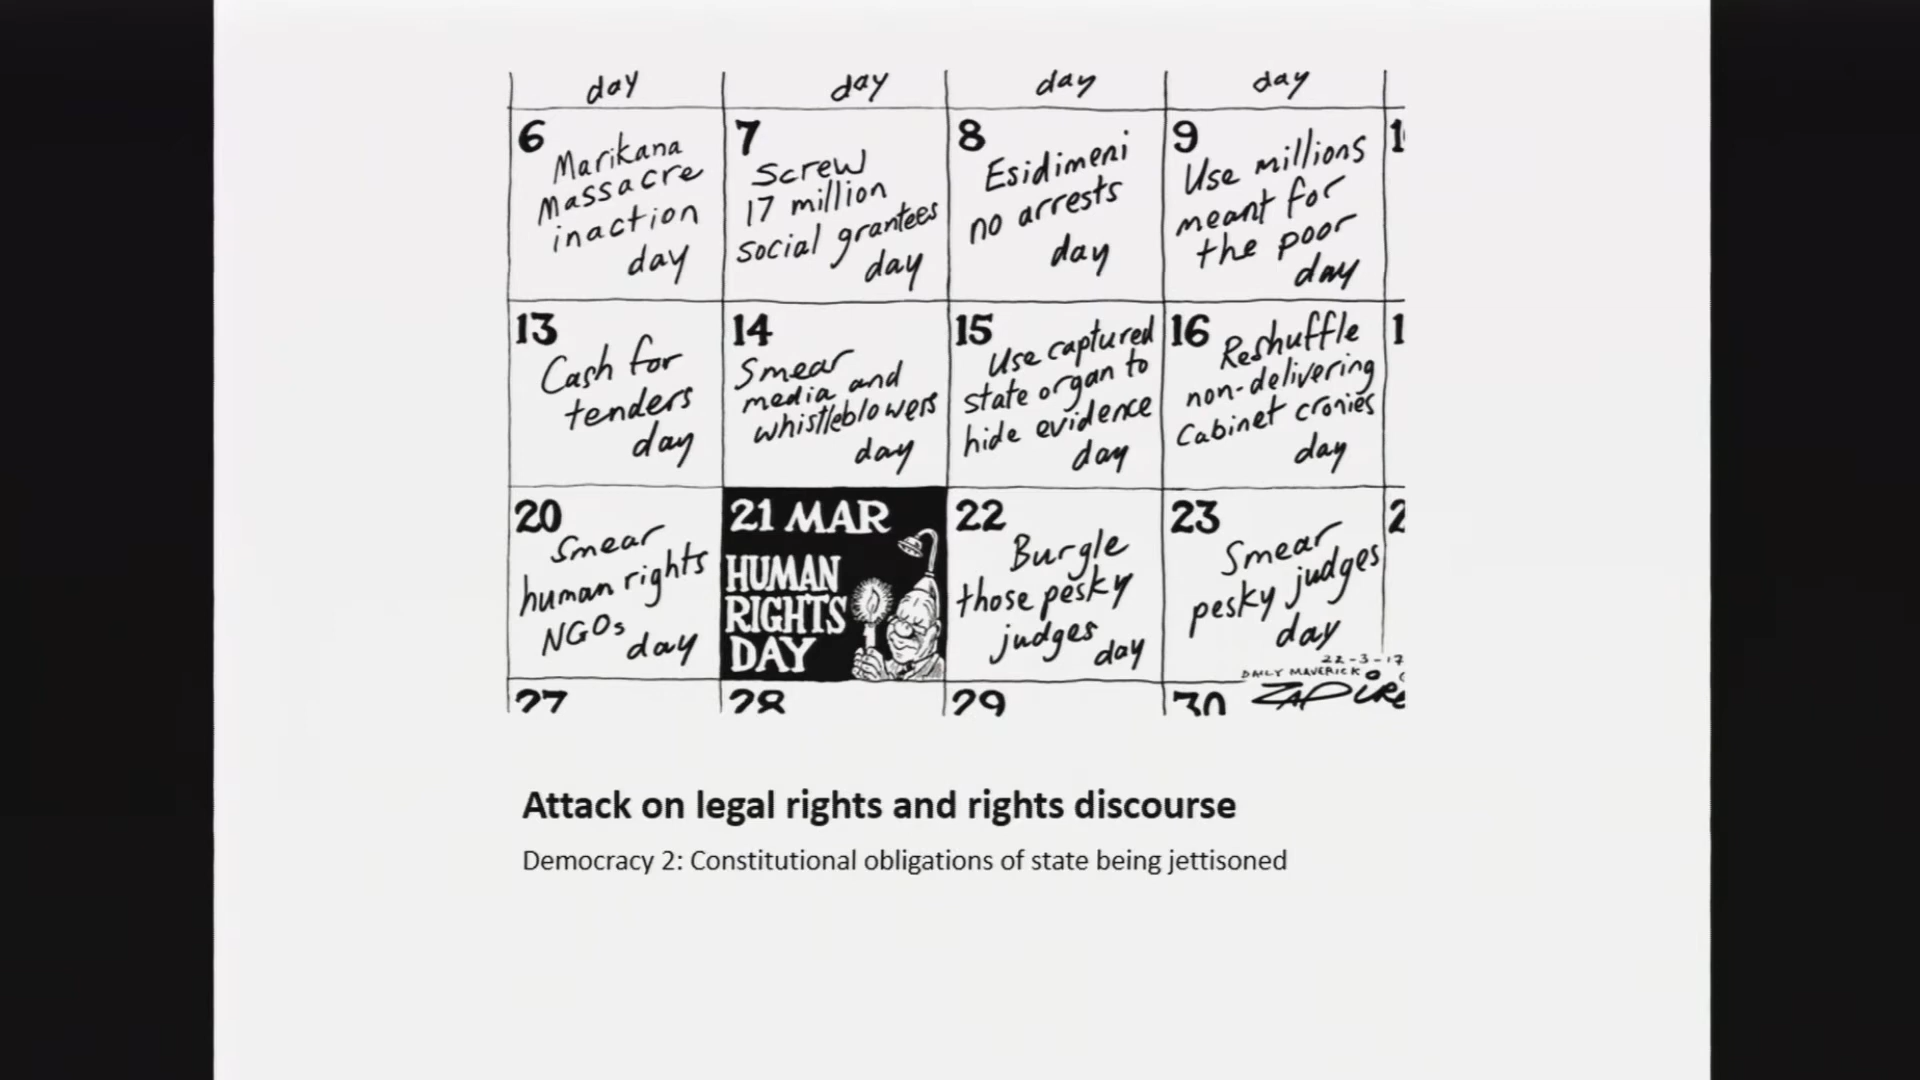 day day day day
6 Marikana massacre inaction day
7 Screw 17 million social grantees day
8 Esidimeni no arrests day
9 Use millions meant for the poor day
13 Cash for tenders day
14 Smear media and whistleblowers day
15 Use captured state organ to hide evidence day
16 Reshuffle non-delivering Cabinet cronies day
20 Smear human rights NGOs day
21 MAR
HUMAN
RIGHTS
DAY
22 Burgle those pesky judges day
23 Smear pesky judges day
22-3-17
DAILY MAVERICK
ZAPIRO
27 28 29 30
Attack on legal rights and rights discourse
Democracy 2: Constitutional obligations of state being jettisoned